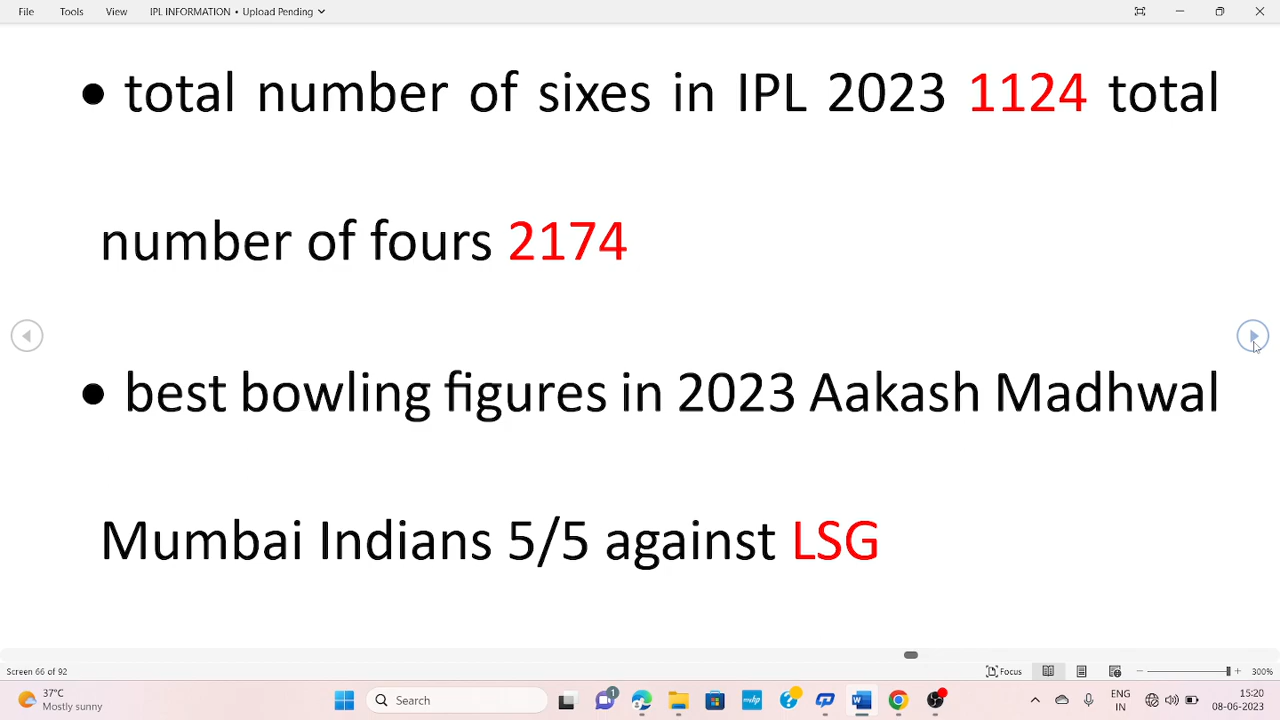 File Tools View IPL INFORMATION • Upload Pending
• total number of sixes in IPL 2023 1124 total
number of fours 2174
• best bowling figures in 2023 Aakash Madhwal
Mumbai Indians 5/5 against LSG
Screen 66 of 92 Focus 300%
37°C
Mostly sunny
Search
1
ENG
IN
15:20
08-06-2023